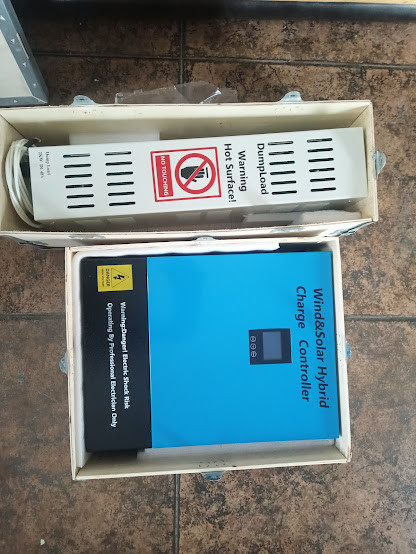 DumpLoad
Warning
Hot Surface!
NO TOUCHING
Wind&Solar Hybrid
Charge Controller
DANGER
Warning:Danger! Electric Shock Risk
Operating By Professional Electrician Only